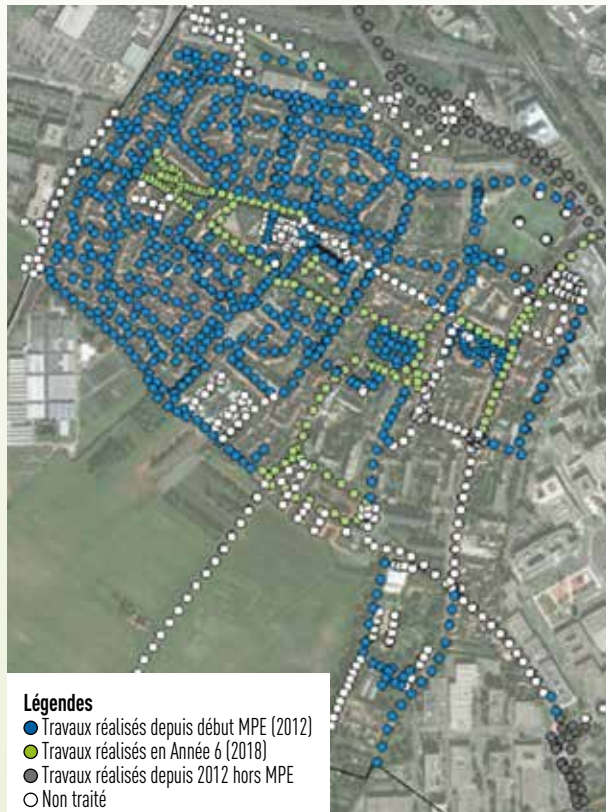 Légendes
Travaux réalisés depuis début MPE (2012)
Travaux réalisés en Année 6 (2018)
Travaux réalisés depuis 2012 hors MPE
Non traité